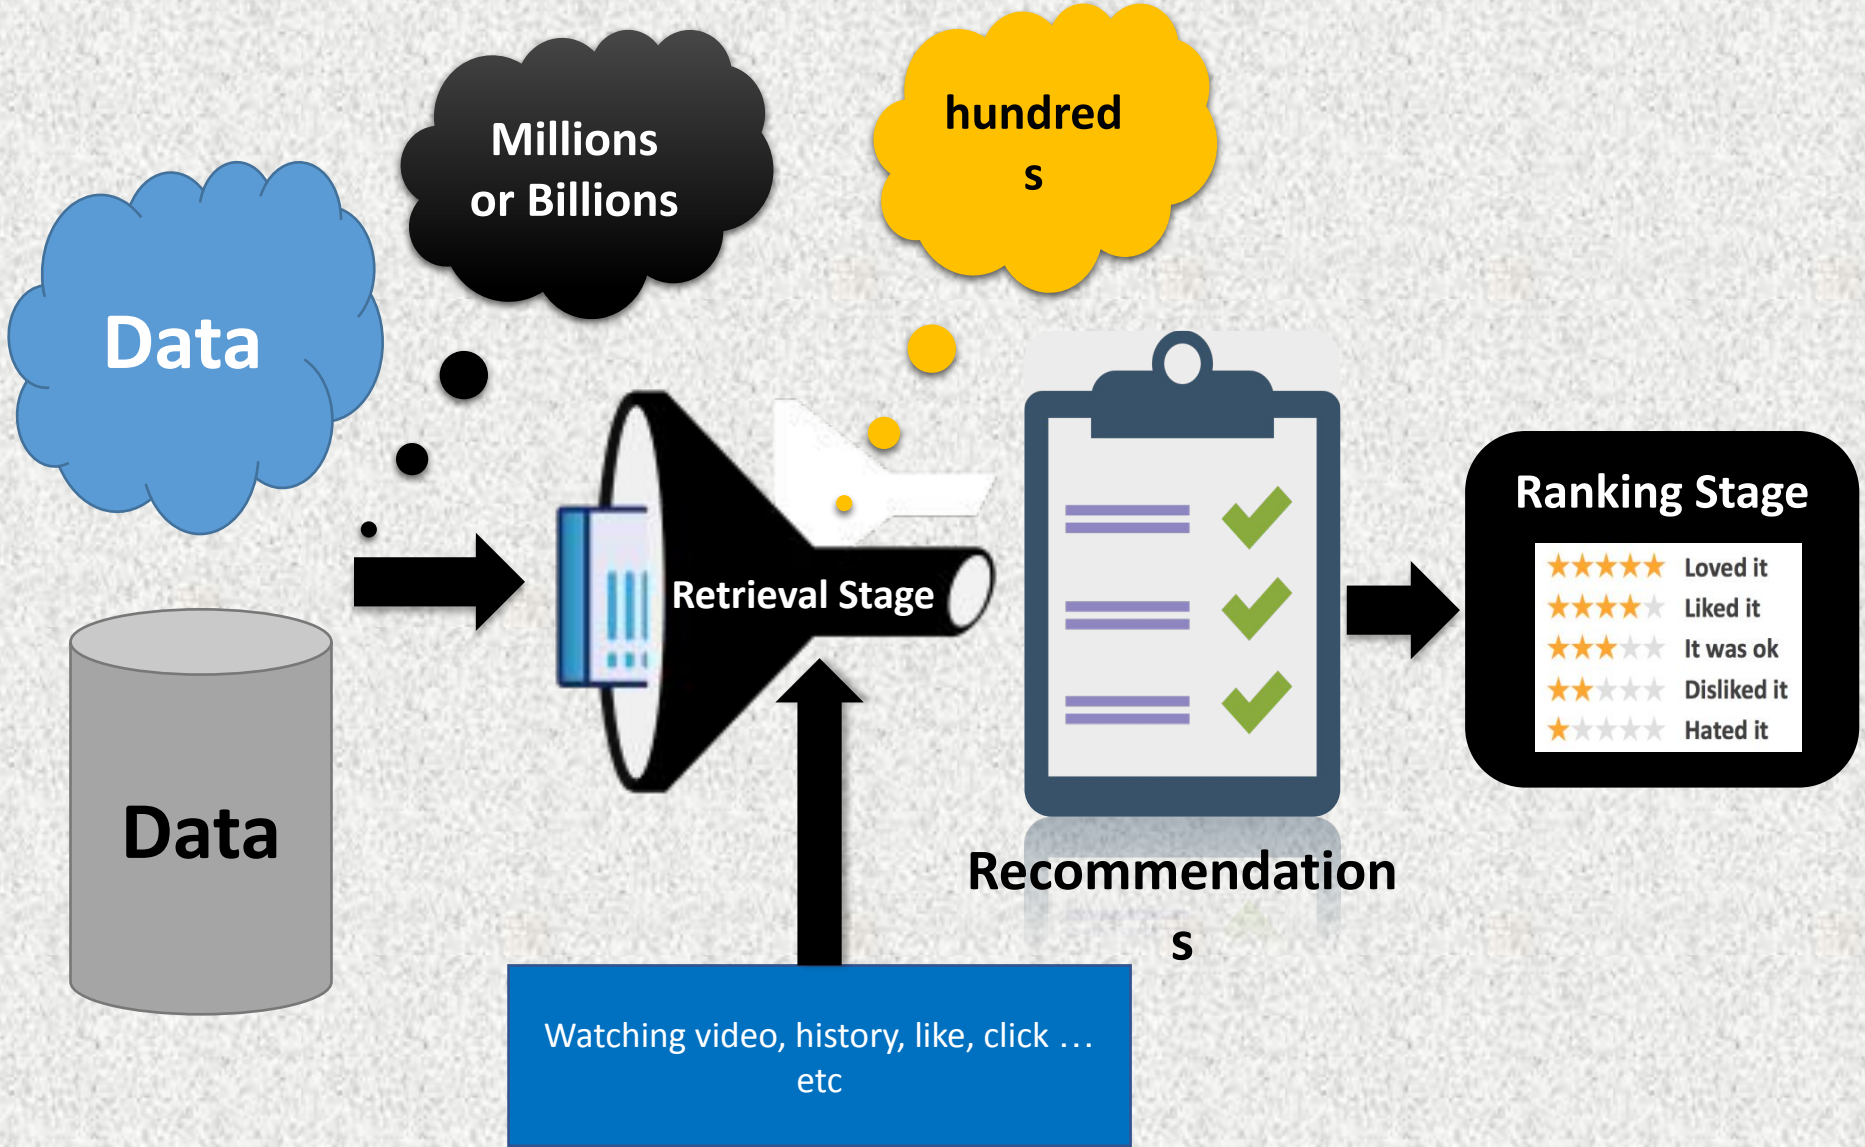 Millions
or Billions
hundred
s
Data
Data
Retrieval Stage
Recommendation
s
Ranking Stage
Loved it
Liked it
It was ok
Disliked it
Hated it
Watching video, history, like, click …
etc